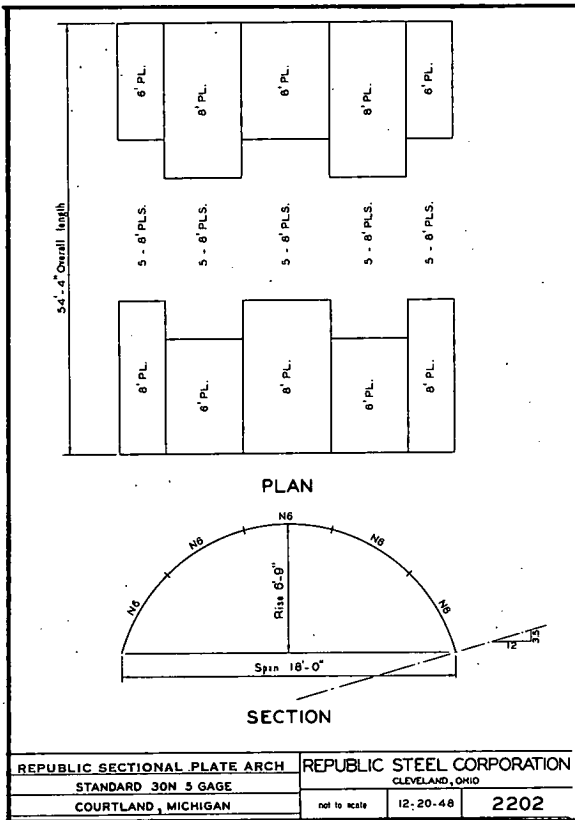 6' PL.
8' PL.
6' PL.
8' PL.
6' PL.
54'-4" Overall length
5 - 8' PLS.
5 - 8' PLS.
5 - 8' PLS.
5 - 8' PLS.
5 - 8' PLS.
8' PL.
6' PL.
8' PL.
6' PL.
8' PL.
PLAN
N6
N6
N6
N6
N6
Rise 6'-9"
Span 18'-0"
12
3.5
SECTION
REPUBLIC SECTIONAL PLATE ARCH
STANDARD 30N 5 GAGE
COURTLAND, MICHIGAN
REPUBLIC STEEL CORPORATION
CLEVELAND, OHIO
not to scale
12-20-48
2202